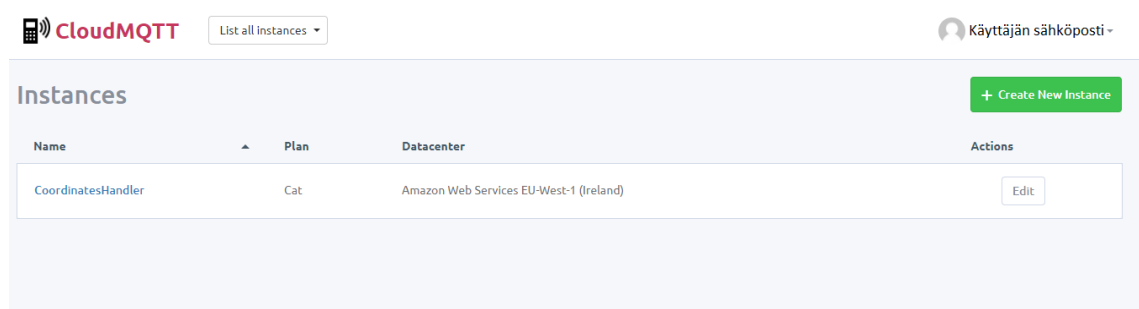 CloudMQTT List all instances Käyttäjän sähköposti
Instances + Create New Instance
Name Plan Datacenter Actions
CoordinatesHandler Cat Amazon Web Services EU-West-1 (Ireland) Edit